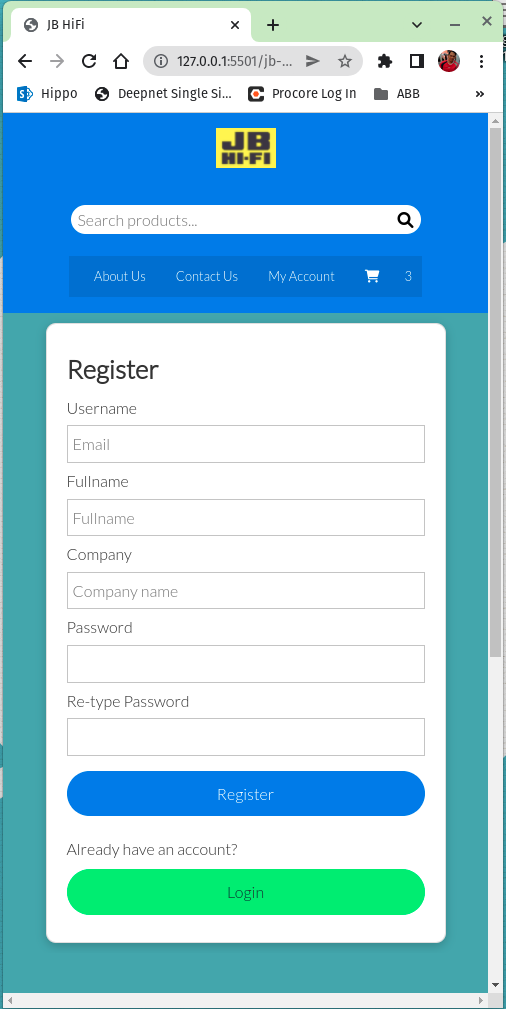 JB HiFi
127.0.0.1:5501/jb-...
Hippo
Deepnet Single Si...
Procore Log In
ABB
»
JB
HI-FI
Search products...
About Us
Contact Us
My Account
3
Register
Username
Email
Fullname
Fullname
Company
Company name
Password
Re-type Password
Register
Already have an account?
Login